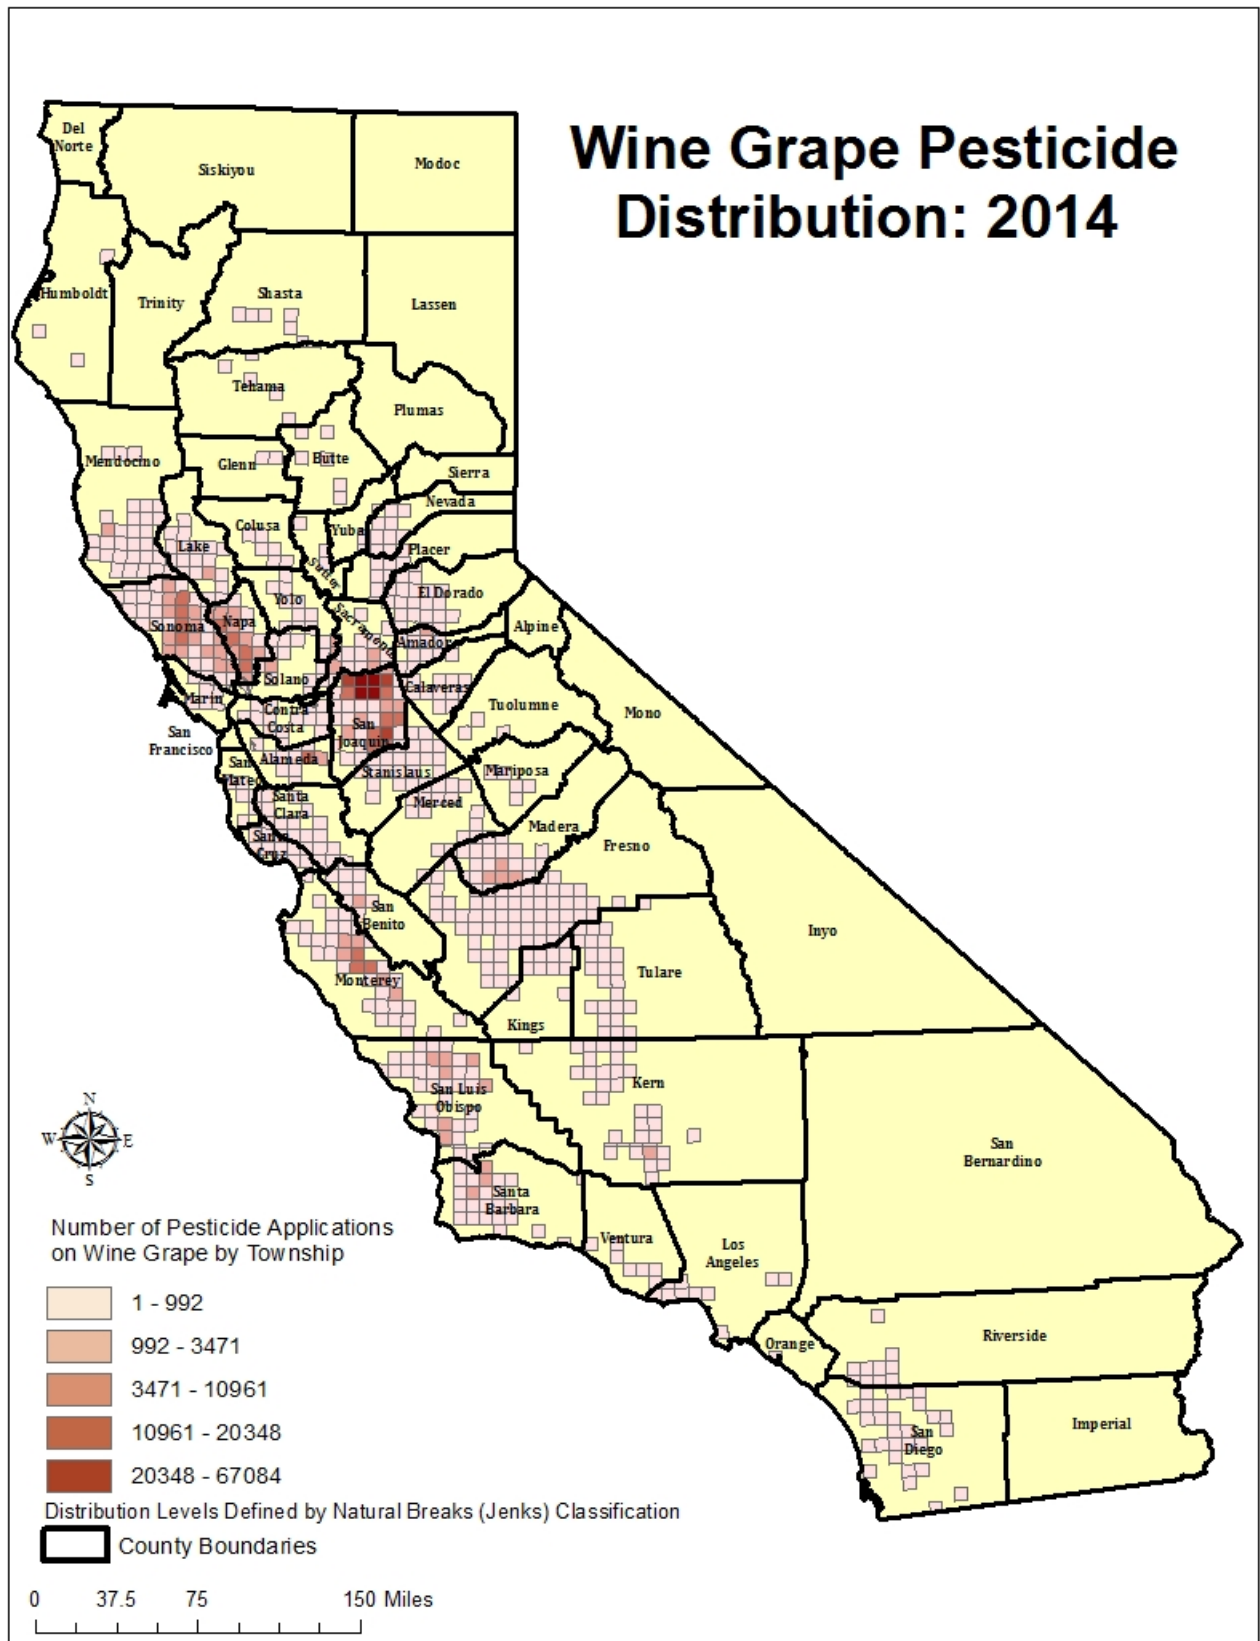 Wine Grape Pesticide
Distribution: 2014
Del
Norte
Siskiyou
Modoc
Humboldt
Trinity
Shasta
Lassen
Tehama
Plumas
Mendocino
Glenn
Butte
Sierra
Nevada
Colusa
Yuba
Lake
Placer
Sutter
El Dorado
Yolo
Sonoma
Napa
Sacramento
Alpine
Amador
Solano
Calaveras
Marin
Tuolumne
Mono
Contra
Costa
San
Joaquin
San
Francisco
Alameda
San
Mateo
Stanislaus
Mariposa
Santa
Clara
Merced
Madera
Santa
Cruz
Fresno
San
Benito
Inyo
Monterey
Tulare
Kings
San Luis
Obispo
Kern
San
Bernardino
Santa
Barbara
Ventura
Los
Angeles
Orange
Riverside
San
Diego
Imperial
N
W
E
S
Number of Pesticide Applications
on Wine Grape by Township
1 - 992
992 - 3471
3471 - 10961
10961 - 20348
20348 - 67084
Distribution Levels Defined by Natural Breaks (Jenks) Classification
County Boundaries
0 37.5 75 150 Miles